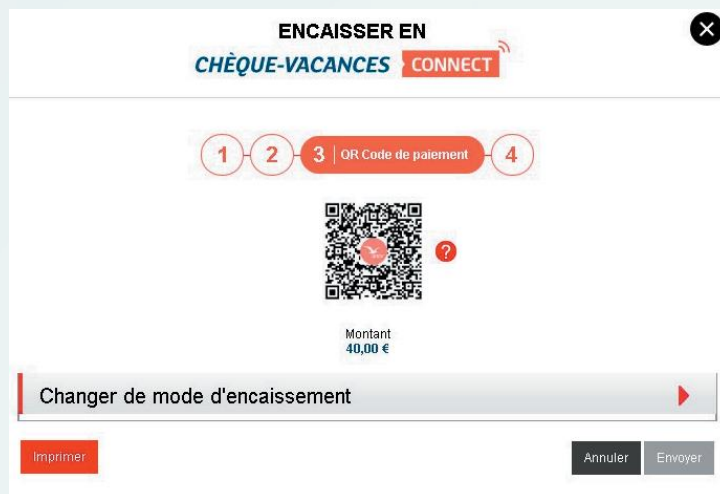 ENCAISSER EN
CHÈQUE-VACANCES CONNECT
1 2 3 | QR Code de paiement 4
?
Montant
40,00 €
Changer de mode d'encaissement
Imprimer
Annuler Envoyer